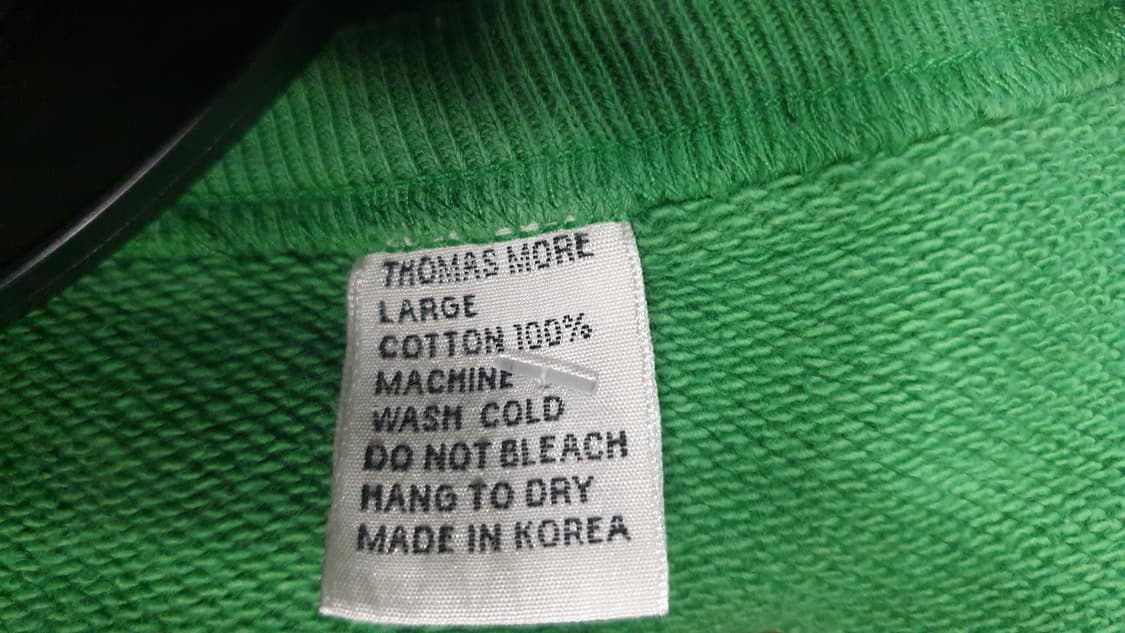 THOMAS MORE
LARGE
COTTON 100%
MACHINE
WASH COLD
DO NOT BLEACH
HANG TO DRY
MADE IN KOREA